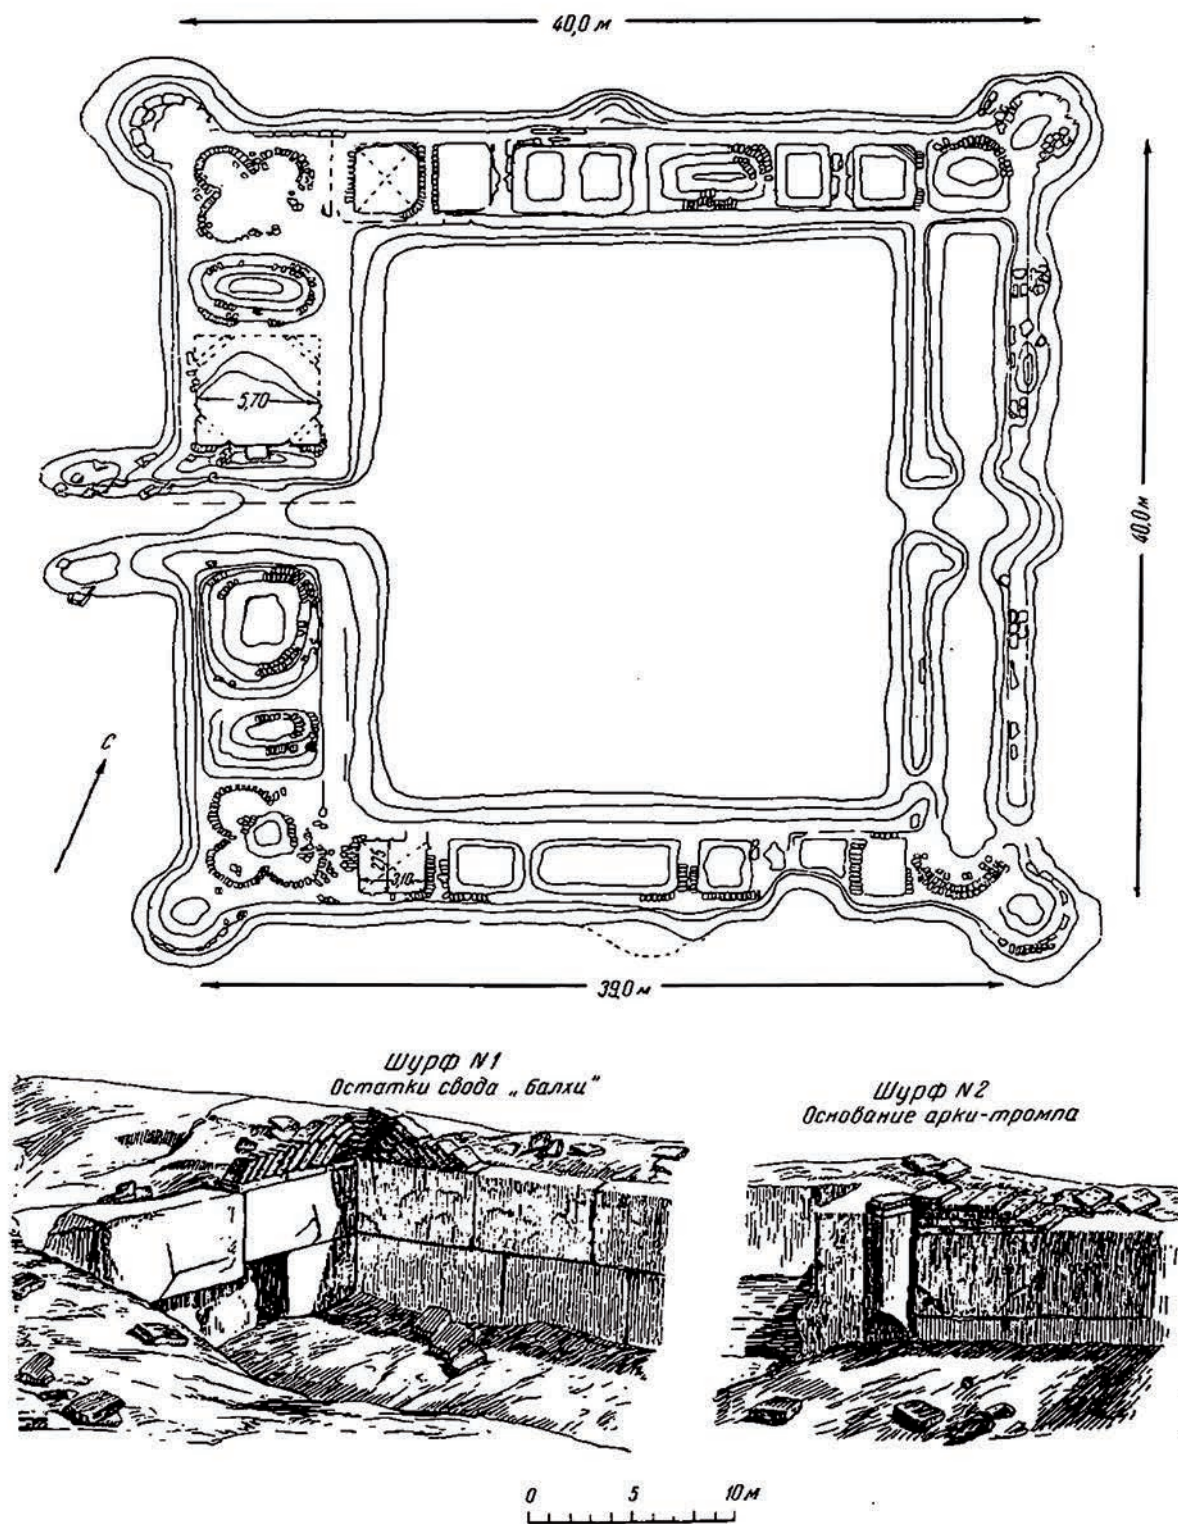 40,0 м
5,70
40,0 м
С
2,75
3,10
39,0 м
Шурф N1
Остатки свода „балхи"
Шурф N2
Основание арки-тромпа
0 5 10 м